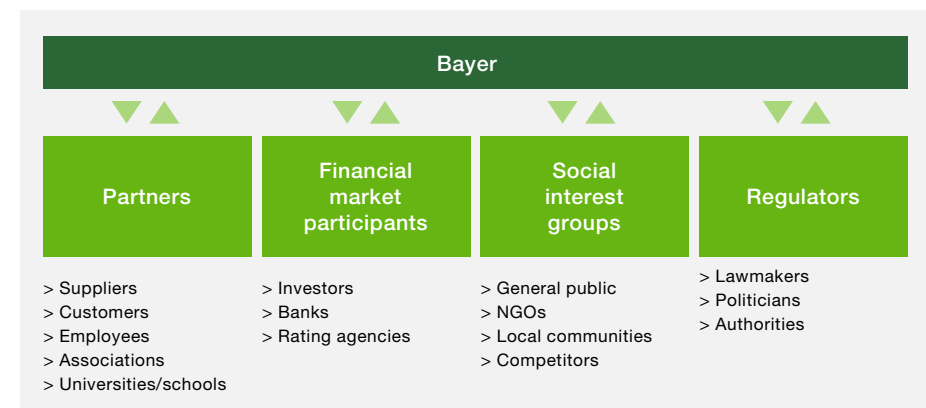 Bayer
Partners
> Suppliers
> Customers
> Employees
> Associations
> Universities/schools
Financial
market
participants
> Investors
> Banks
> Rating agencies
Social
interest
groups
> General public
> NGOs
> Local communities
> Competitors
Regulators
> Lawmakers
> Politicians
> Authorities